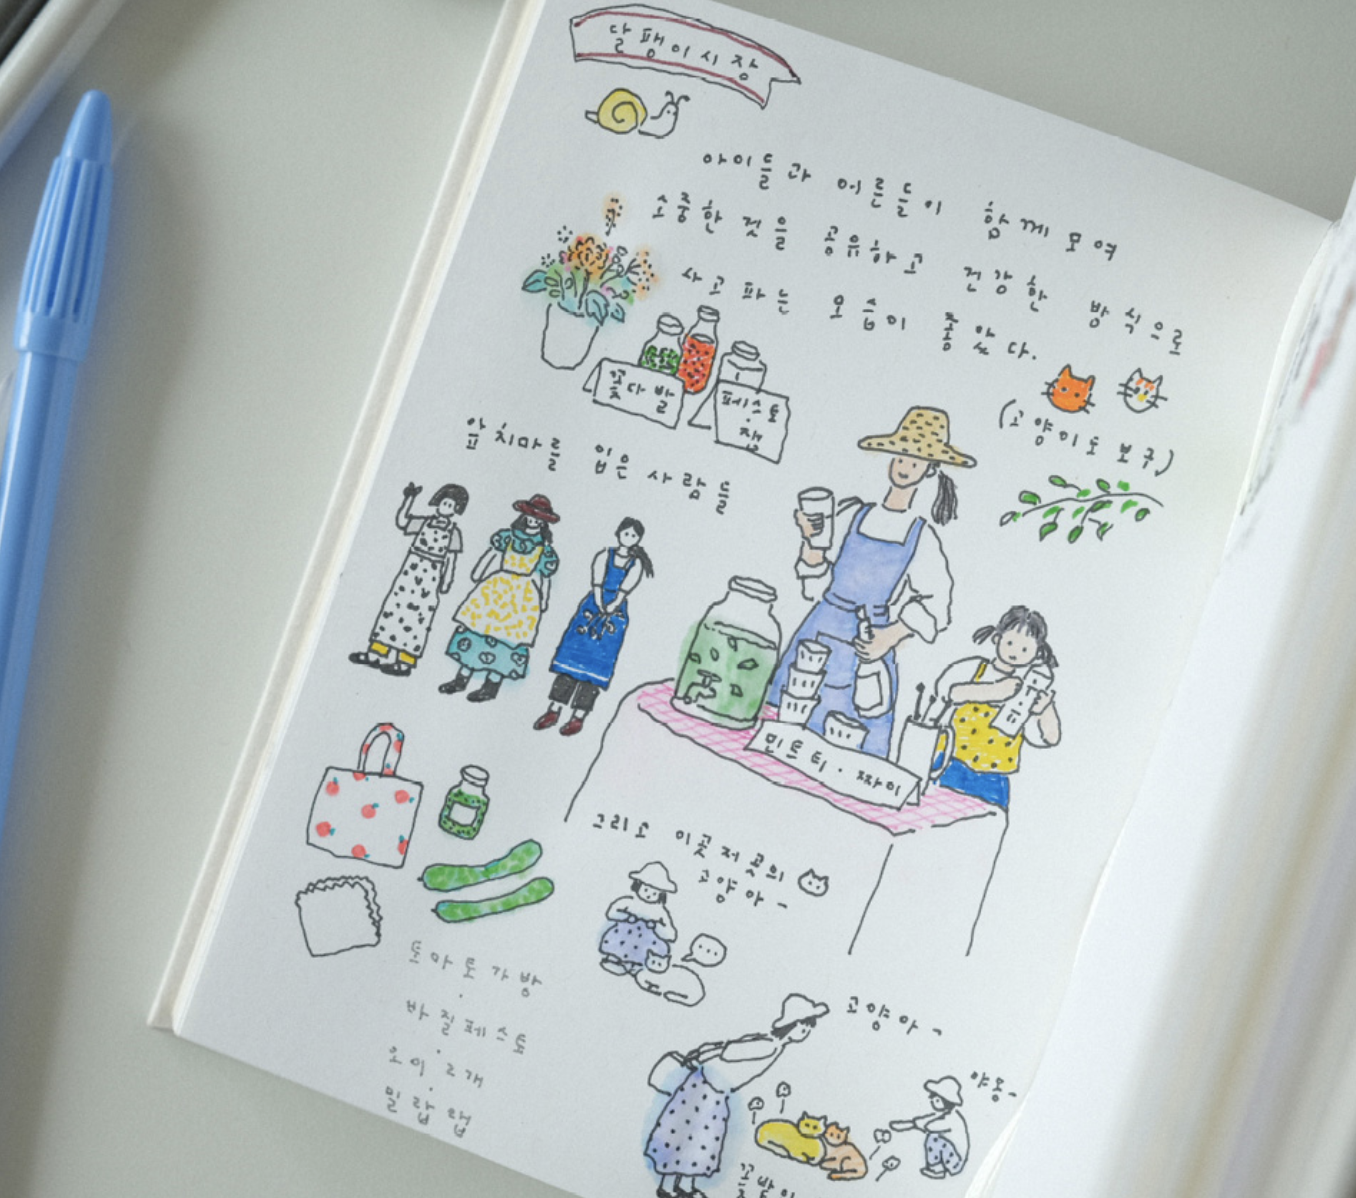 달팽이시장
아이들과 어른들이 함께 모여
소중한 것을 공유하고 건강한 방식으로
사고파는 모습이 좋았다.
(고양이도 보구)
꽃다발
페스토
·
잼
앞치마를 입은 사람들
민트티·짜이
그리고 이곳저곳의
고양아-
토마토가방
·
바질페스토
·
오이2개
·
밀랍랩
고양아-
야옹-